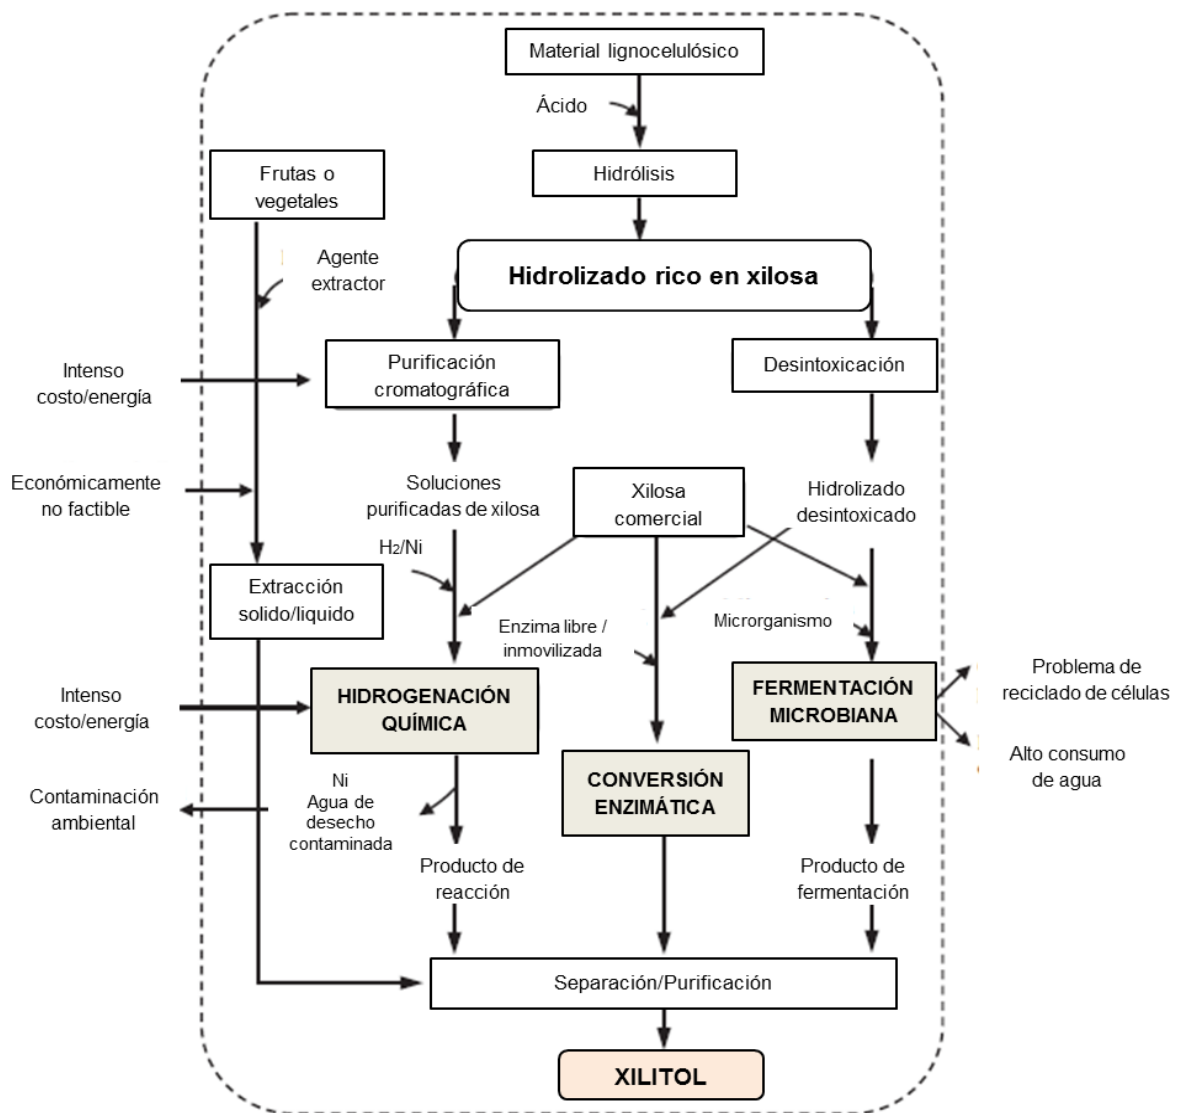 Material lignocelulósico
Ácido
Hidrólisis
Frutas o
vegetales
Agente
extractor
Hidrolizado rico en xilosa
Purificación
cromatográfica
Desintoxicación
Intenso
costo/energía
Económicamente
no factible
Soluciones
purificadas de xilosa
Xilosa
comercial
Hidrolizado
desintoxicado
H2/Ni
Extracción
solido/liquido
Enzima libre /
inmovilizada
Microrganismo
Intenso
costo/energía
HIDROGENACIÓN
QUÍMICA
FERMENTACIÓN
MICROBIANA
Problema de
reciclado de células
Alto consumo
de agua
CONVERSIÓN
ENZIMÁTICA
Contaminación
ambiental
Ni
Agua de
desecho
contaminada
Producto de
reacción
Producto de
fermentación
Separación/Purificación
XILITOL